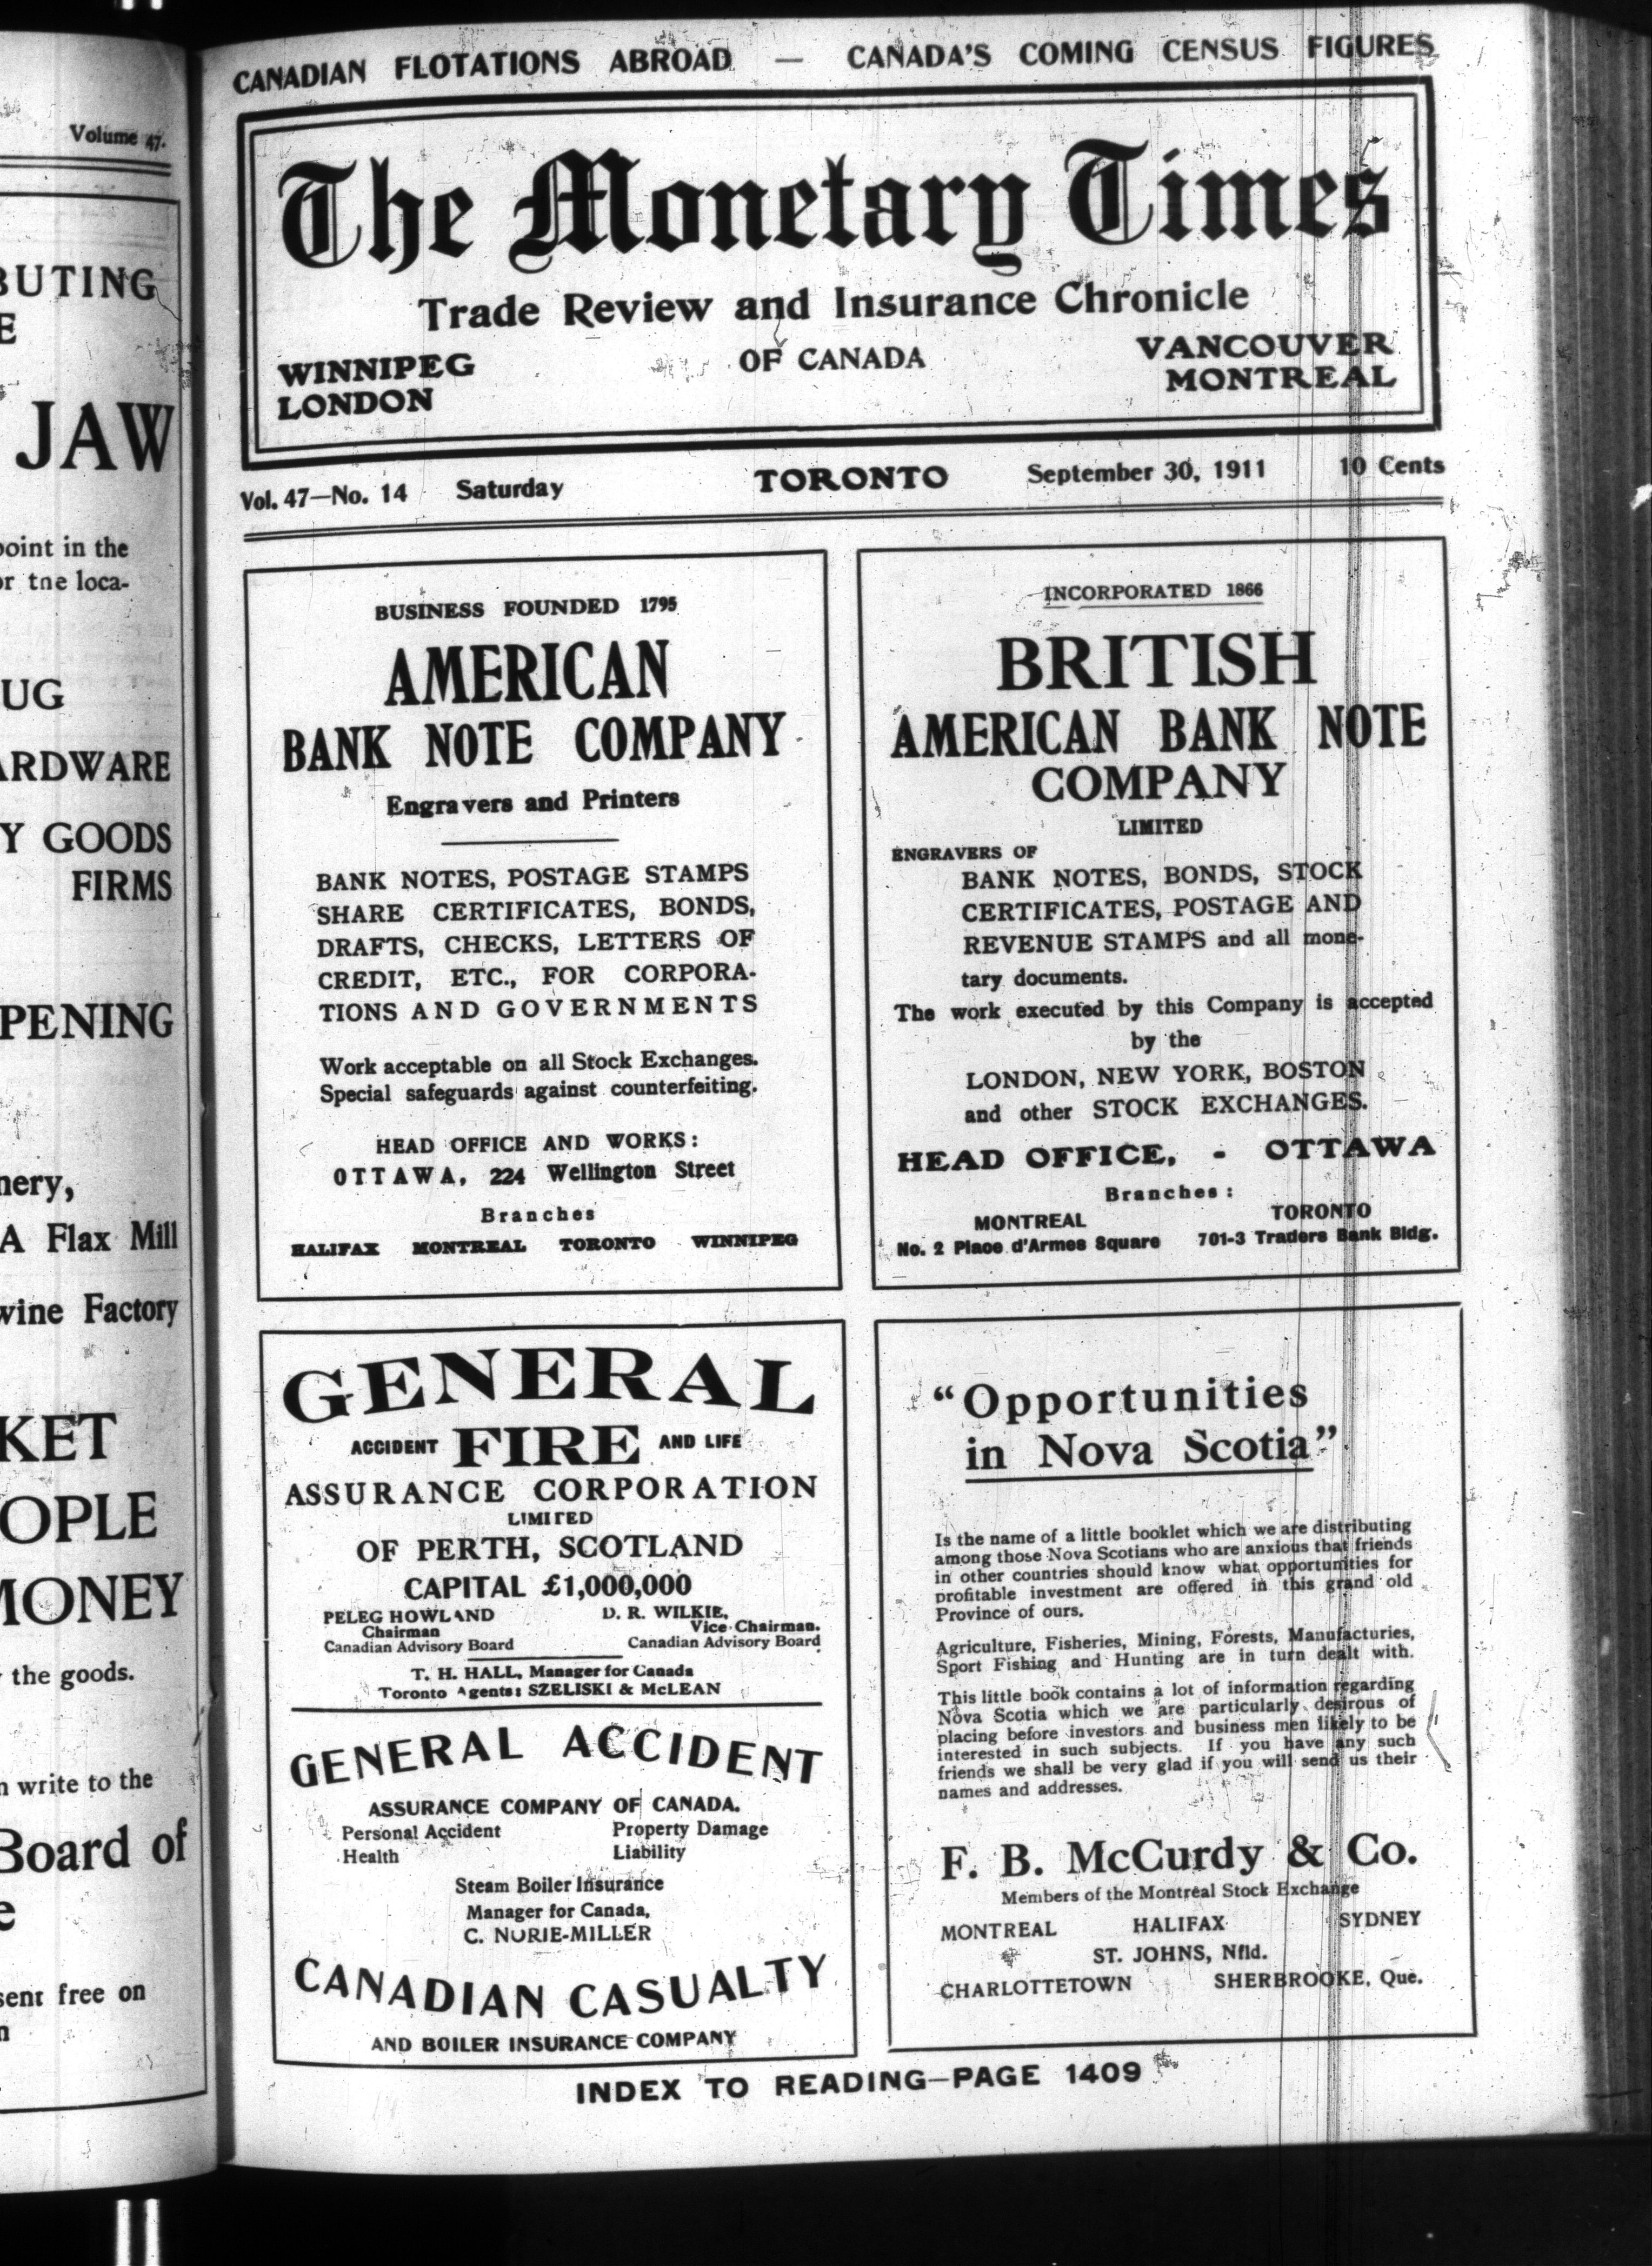 Volume 47.
BUTING
E
JAW
point in the
or tne loca-
UG
ARDWARE
Y GOODS
FIRMS
PENING
nery,
A Flax Mill
wine Factory
KET
OPLE
MONEY
the goods.
n write to the
Board of
e
sent free on
n
CANADIAN FLOTATIONS ABROAD — CANADA'S COMING CENSUS FIGURES
The Monetary Times
Trade Review and Insurance Chronicle
OF CANADA
WINNIPEG
LONDON
VANCOUVER
MONTREAL
Vol. 47—No. 14 Saturday TORONTO September 30, 1911 10 Cents
BUSINESS FOUNDED 1795
AMERICAN
BANK NOTE COMPANY
Engravers and Printers
BANK NOTES, POSTAGE STAMPS
SHARE CERTIFICATES, BONDS,
DRAFTS, CHECKS, LETTERS OF
CREDIT, ETC., FOR CORPORA-
TIONS AND GOVERNMENTS
Work acceptable on all Stock Exchanges.
Special safeguards against counterfeiting.
HEAD OFFICE AND WORKS:
OTTAWA, 224 Wellington Street
Branches
HALIFAX MONTREAL TORONTO WINNIPEG
INCORPORATED 1866
BRITISH
AMERICAN BANK NOTE
COMPANY
LIMITED
ENGRAVERS OF
BANK NOTES, BONDS, STOCK
CERTIFICATES, POSTAGE AND
REVENUE STAMPS and all mone-
tary documents.
The work executed by this Company is accepted
by the
LONDON, NEW YORK, BOSTON
and other STOCK EXCHANGES.
HEAD OFFICE, - OTTAWA
Branches:
MONTREAL TORONTO
No. 2 Place d'Armes Square 701-3 Traders Bank Bldg.
GENERAL
ACCIDENT FIRE AND LIFE
ASSURANCE CORPORATION
LIMITED
OF PERTH, SCOTLAND
CAPITAL £1,000,000
PELEG HOWLAND D. R. WILKIE,
Chairman Vice-Chairman.
Canadian Advisory Board Canadian Advisory Board
T. H. HALL, Manager for Canada
Toronto Agents: SZELISKI & McLEAN
GENERAL ACCIDENT
ASSURANCE COMPANY OF CANADA.
Personal Accident Property Damage
Health Liability
Steam Boiler Insurance
Manager for Canada,
C. NORIE-MILLER
CANADIAN CASUALTY
AND BOILER INSURANCE COMPANY
"Opportunities
in Nova Scotia"
Is the name of a little booklet which we are distributing
among those Nova Scotians who are anxious that friends
in other countries should know what opportunities for
profitable investment are offered in this grand old
Province of ours.
Agriculture, Fisheries, Mining, Forests, Manufacturies,
Sport Fishing and Hunting are in turn dealt with.
This little book contains a lot of information regarding
Nova Scotia which we are particularly desirous of
placing before investors and business men likely to be
interested in such subjects. If you have any such
friends we shall be very glad if you will send us their
names and addresses.
F. B. McCurdy & Co.
Members of the Montreal Stock Exchange
MONTREAL HALIFAX SYDNEY
ST. JOHNS, Nfld.
CHARLOTTETOWN SHERBROOKE, Que.
INDEX TO READING—PAGE 1409